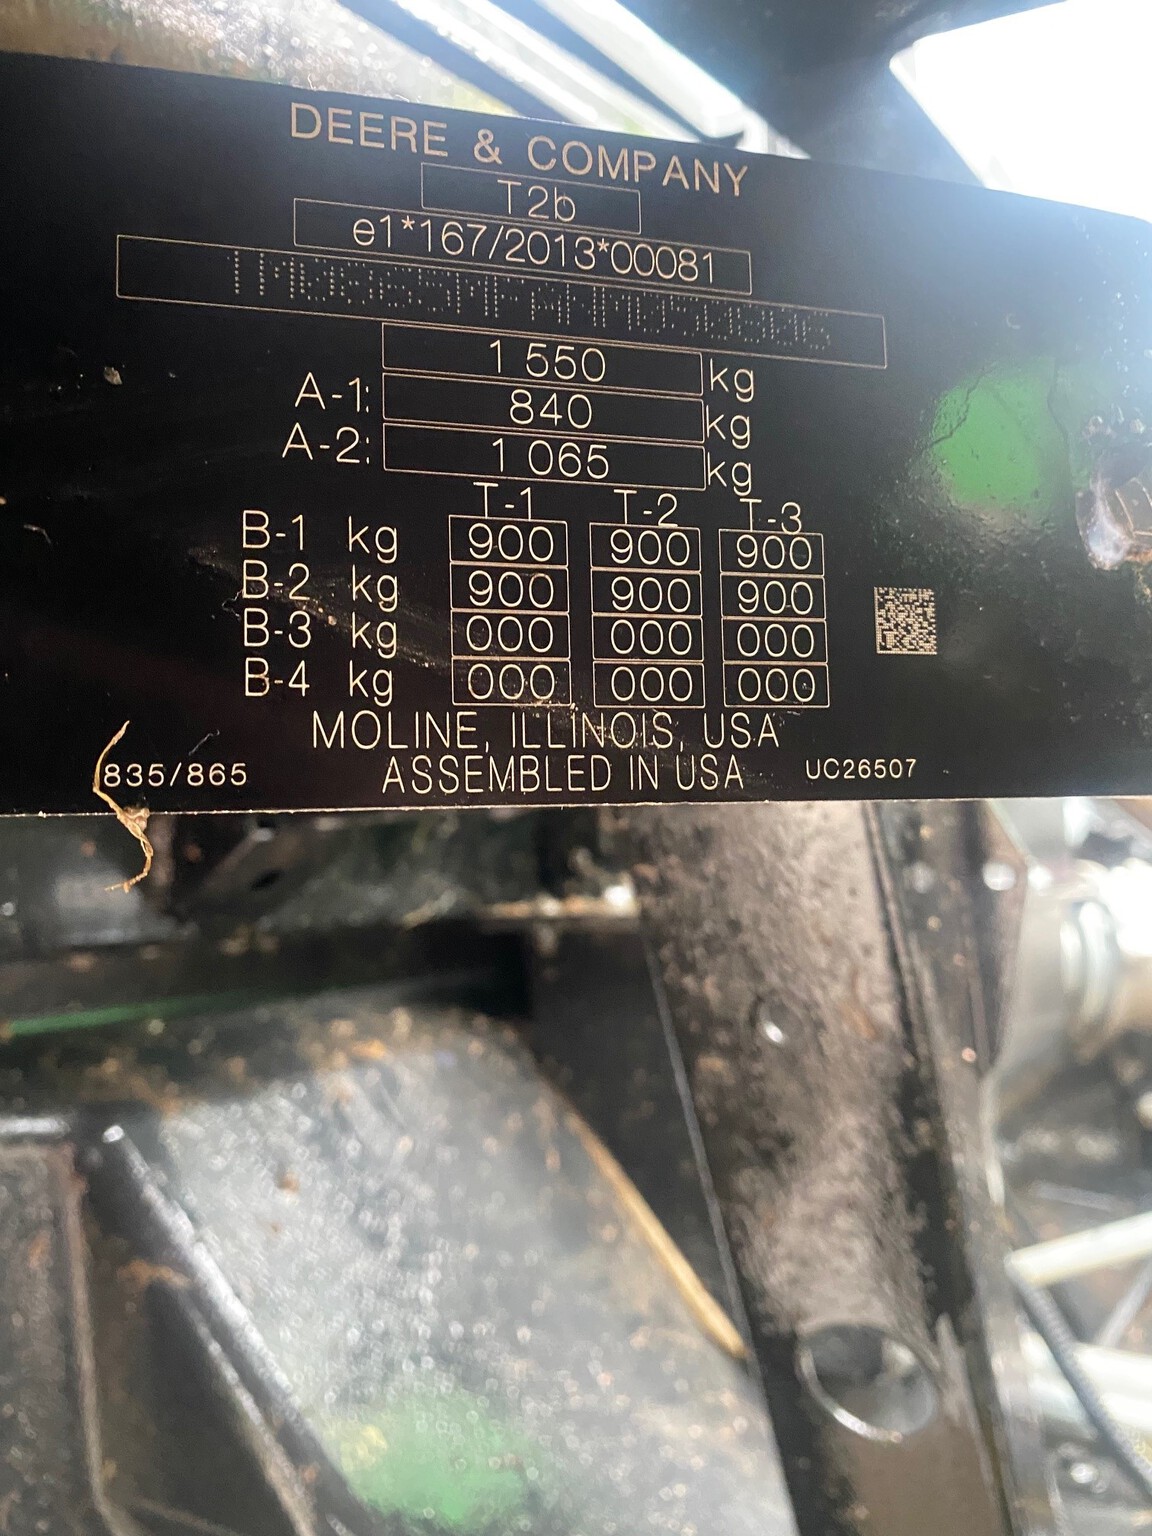 DEERE & COMPANY
T2b
e1*167/2013*00081
1 550 kg
A-1: 840 kg
A-2: 1 065 kg
T-1 T-2 T-3
B-1 kg 900 900 900
B-2 kg 900 900 900
B-3 kg 000 000 000
B-4 kg 000 000 000
MOLINE, ILLINOIS, USA
835/865 ASSEMBLED IN USA UC26507